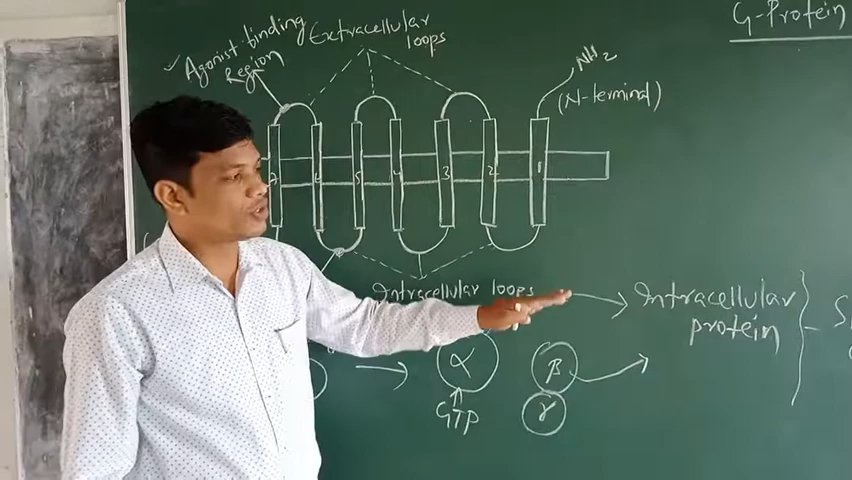 G-Protein
Agonist binding
Region
Extracellular
loops
NH2
(N-terminal)
7 6 5 4 3 2 1
Intracellular loops
Intracellular
protein
α
β
γ
GTP